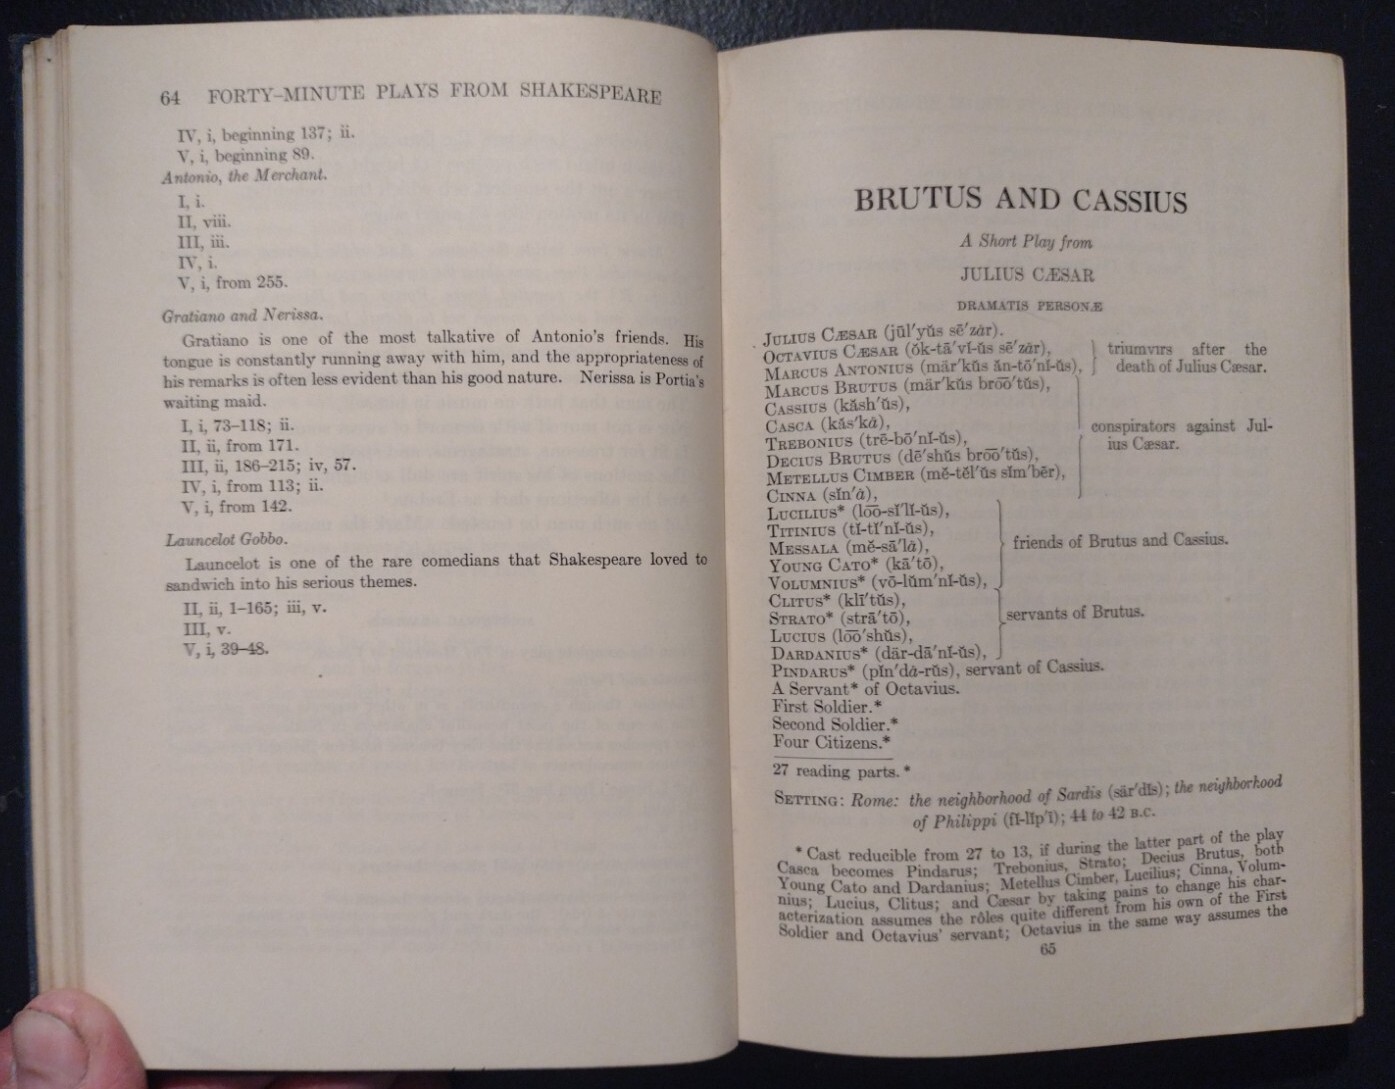 64 FORTY-MINUTE PLAYS FROM SHAKESPEARE
IV, i, beginning 137; ii.
V, i, beginning 89.
Antonio, the Merchant.
I, i.
II, viii.
III, iii.
IV, i.
V, i, from 255.
Gratiano and Nerissa.
Gratiano is one of the most talkative of Antonio's friends. His
tongue is constantly running away with him, and the appropriateness of
his remarks is often less evident than his good nature. Nerissa is Portia's
waiting maid.
I, i, 73–118; ii.
II, ii, from 171.
III, ii, 186–215; iv, 57.
IV, i, from 113; ii.
V, i, from 142.
Launcelot Gobbo.
Launcelot is one of the rare comedians that Shakespeare loved to
sandwich into his serious themes.
II, ii, 1–165; iii, v.
III, v.
V, i, 39–48.
BRUTUS AND CASSIUS
A Short Play from
JULIUS CÆSAR
DRAMATIS PERSONÆ
JULIUS CÆSAR (jūl′yŭs sē′zȧr).
OCTAVIUS CÆSAR (ŏk-tā′vĭ-ŭs sē′zȧr),
MARCUS ANTONIUS (mär′kŭs ăn-tō′nĭ-ŭs),
triumvirs after the
death of Julius Cæsar.
MARCUS BRUTUS (mär′kŭs brōō′tŭs),
CASSIUS (kăsh′ŭs),
CASCA (kăs′kȧ),
TREBONIUS (trē-bō′nĭ-ŭs),
DECIUS BRUTUS (dē′shŭs brōō′tŭs),
METELLUS CIMBER (mĕ-tĕl′ŭs sĭm′bēr),
CINNA (sĭn′ȧ),
conspirators against Jul-
ius Cæsar.
LUCILIUS* (lōō-sĭ′lĭ-ŭs),
TITINIUS (tĭ-tĭ′nĭ-ŭs),
MESSALA (mĕ-sā′lȧ),
YOUNG CATO* (kā′tō),
VOLUMNIUS* (vō-lŭm′nĭ-ŭs),
friends of Brutus and Cassius.
CLITUS* (klī′tŭs),
STRATO* (strā′tō),
LUCIUS (lōō′shŭs),
DARDANIUS* (där-dā′nĭ-ŭs),
servants of Brutus.
PINDARUS* (pĭn′dȧ-rŭs), servant of Cassius.
A Servant* of Octavius.
First Soldier.*
Second Soldier.*
Four Citizens.*
27 reading parts.*
SETTING: Rome: the neighborhood of Sardis (sär′dĭs); the neighborhood
of Philippi (fĭ-lĭp′ī); 44 to 42 B.C.
* Cast reducible from 27 to 13, if during the latter part of the play
Casca becomes Pindarus; Trebonius, Strato; Decius Brutus, both
Young Cato and Dardanius; Metellus Cimber, Lucilius; Cinna, Volum-
nius; Lucius, Clitus; and Cæsar by taking pains to change his char-
acterization assumes the rôles quite different from his own of the First
Soldier and Octavius' servant; Octavius in the same way assumes the
65